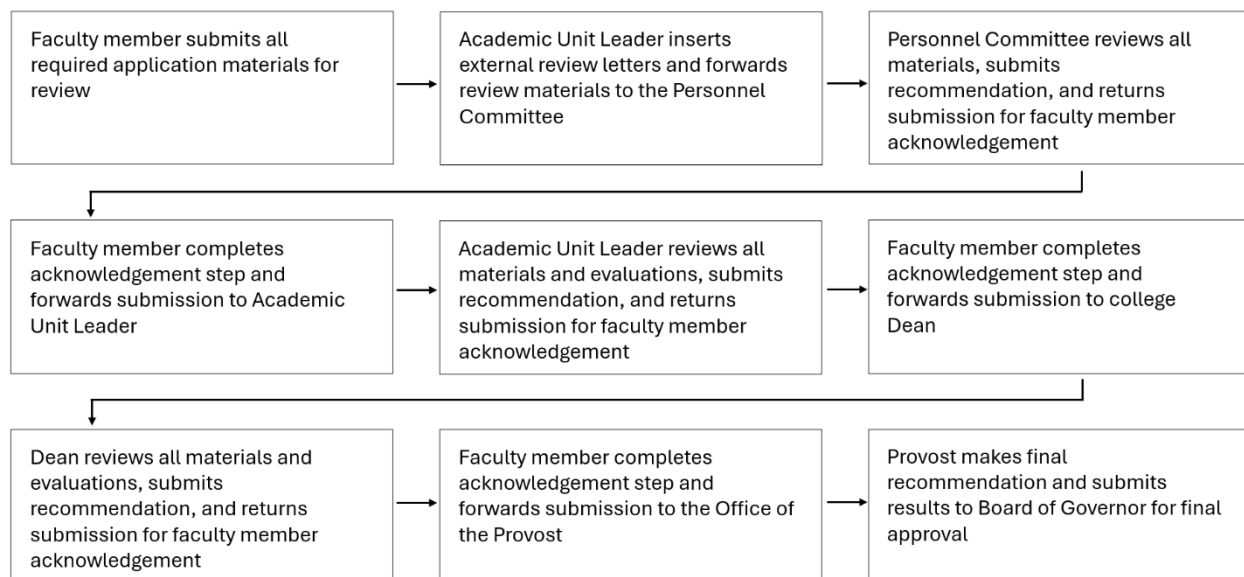 Faculty member submits all
required application materials for
review
Academic Unit Leader inserts
external review letters and forwards
review materials to the Personnel
Committee
Personnel Committee reviews all
materials, submits
recommendation, and returns
submission for faculty member
acknowledgement
Faculty member completes
acknowledgement step and
forwards submission to Academic
Unit Leader
Academic Unit Leader reviews all
materials and evaluations, submits
recommendation, and returns
submission for faculty member
acknowledgement
Faculty member completes
acknowledgement step and
forwards submission to college
Dean
Dean reviews all materials and
evaluations, submits
recommendation, and returns
submission for faculty member
acknowledgement
Faculty member completes
acknowledgement step and
forwards submission to the Office of
the Provost
Provost makes final
recommendation and submits
results to Board of Governor for final
approval